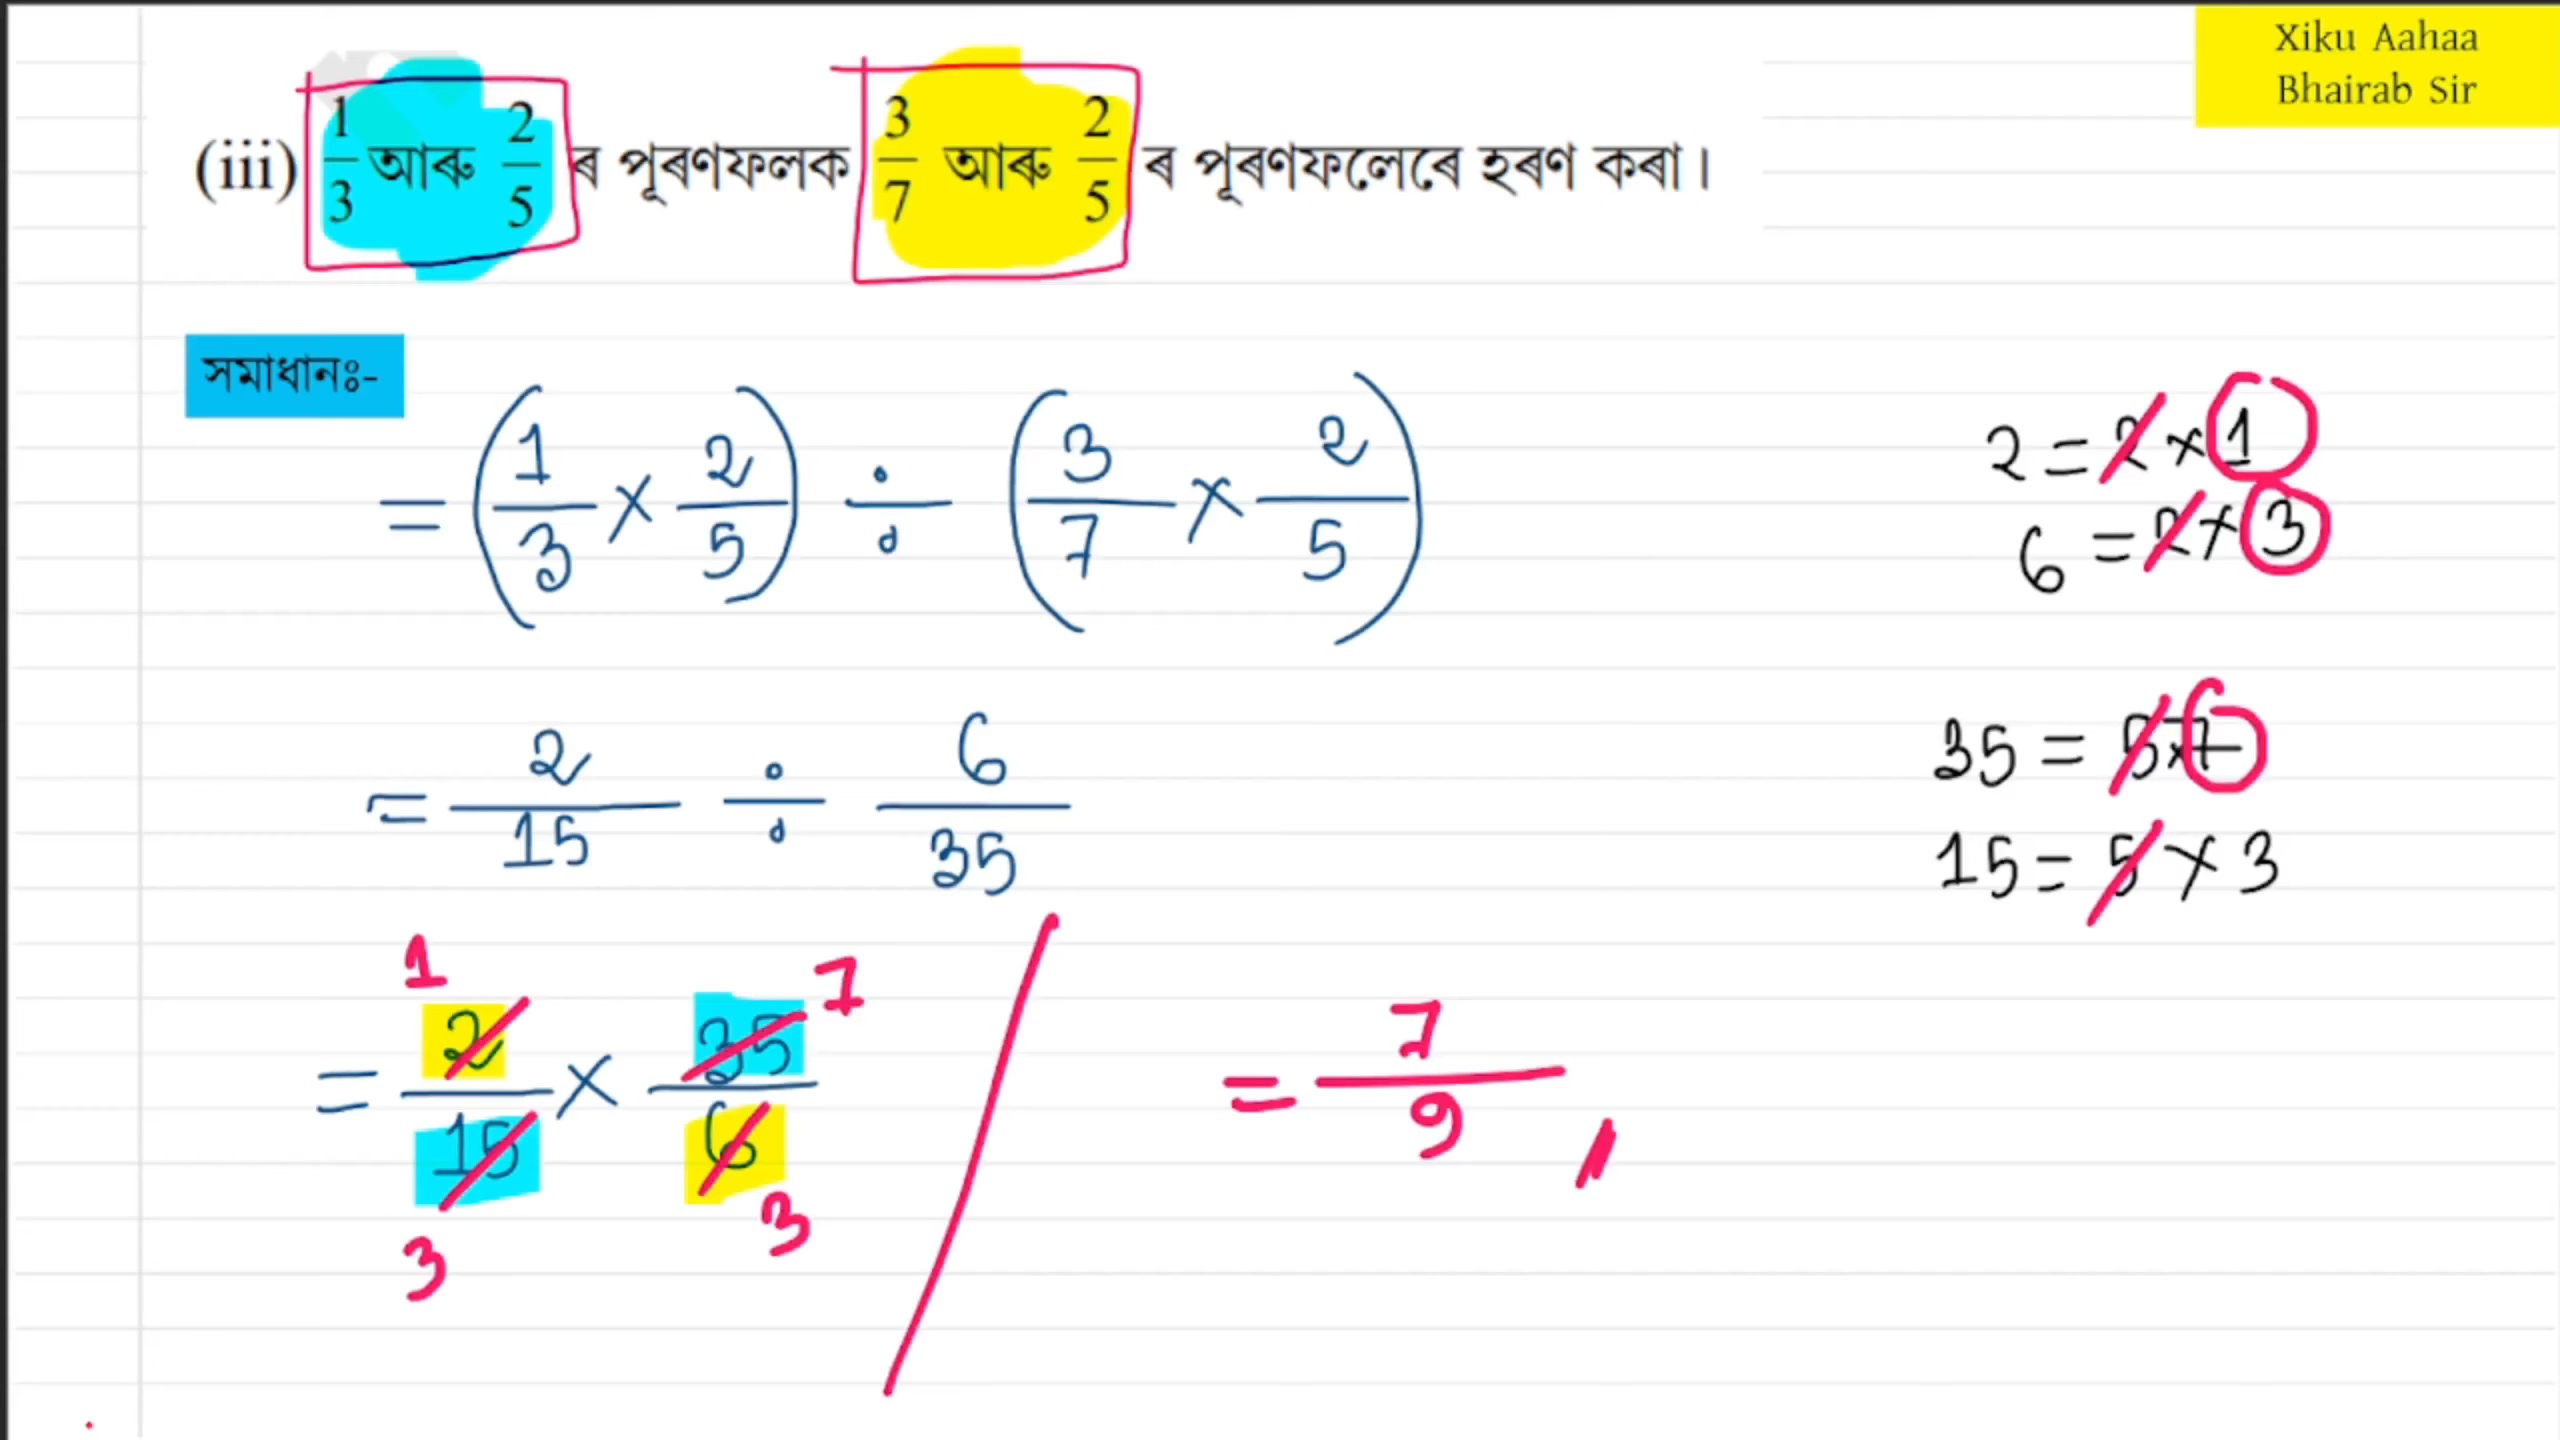 Xiku Aahaa
Bhairab Sir
(iii) 1/3 আৰু 2/5 ৰ পূৰণফলক 3/7 আৰু 2/5 ৰ পূৰণফলেৰে হৰণ কৰা।
সমাধানঃ-
= (1/3 × 2/5) ÷ (3/7 × 2/5)
= 2/15 ÷ 6/35
1 7
= 2/15 × 35/6
3 3
= 7/9
2 = 2 × 1
6 = 2 × 3
35 = 5 × 7
15 = 5 × 3